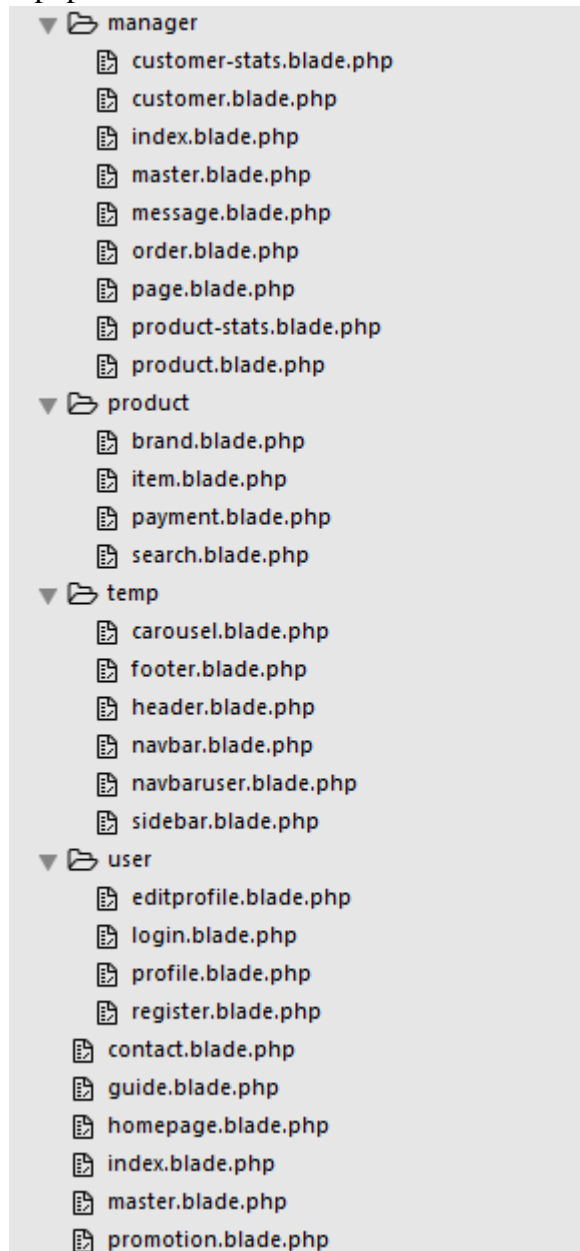 manager
customer-stats.blade.php
customer.blade.php
index.blade.php
master.blade.php
message.blade.php
order.blade.php
page.blade.php
product-stats.blade.php
product.blade.php
product
brand.blade.php
item.blade.php
payment.blade.php
search.blade.php
temp
carousel.blade.php
footer.blade.php
header.blade.php
navbar.blade.php
navbaruser.blade.php
sidebar.blade.php
user
editprofile.blade.php
login.blade.php
profile.blade.php
register.blade.php
contact.blade.php
guide.blade.php
homepage.blade.php
index.blade.php
master.blade.php
promotion.blade.php